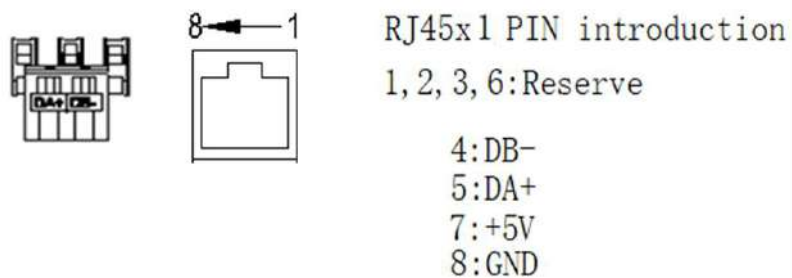 8 1
RJ45x1 PIN introduction
DA+ DB-
1,2,3,6:Reserve
4:DB-
5:DA+
7:+5V
8:GND